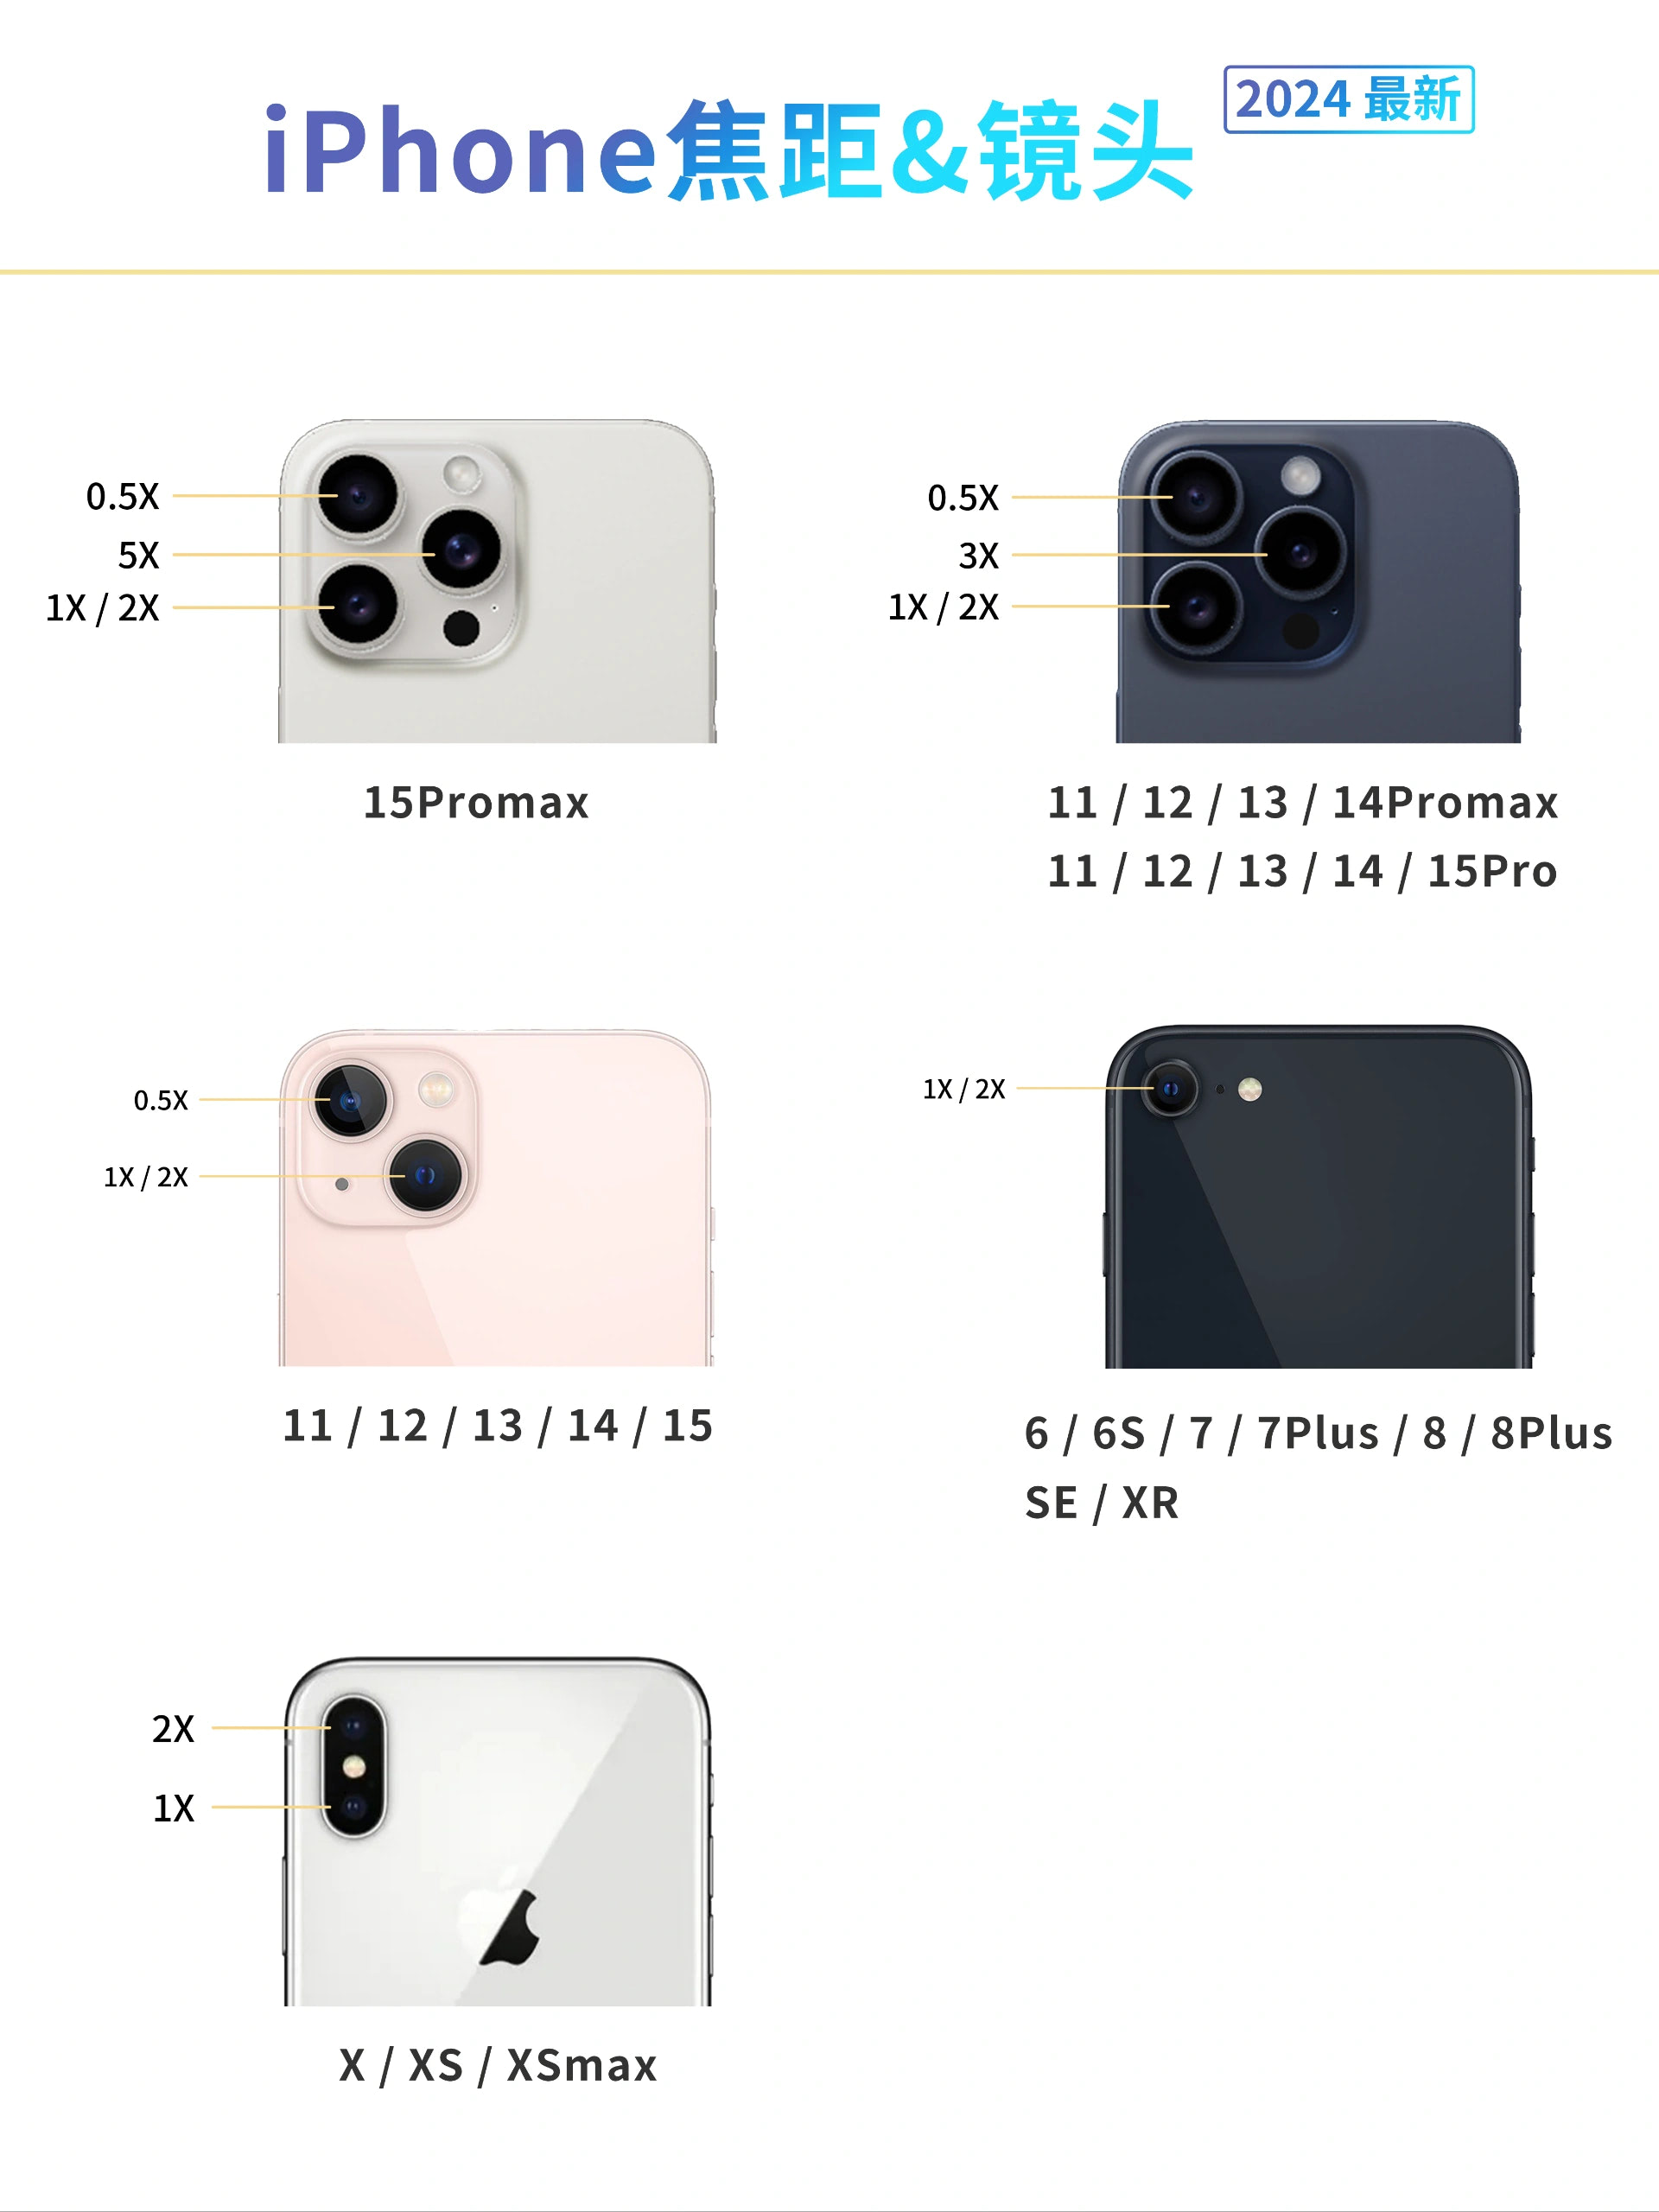 iPhone焦距&镜头
2024 最新
0.5X
5X
1X / 2X
15Promax
0.5X
3X
1X / 2X
11 / 12 / 13 / 14Promax
11 / 12 / 13 / 14 / 15Pro
0.5X
1X / 2X
11 / 12 / 13 / 14 / 15
1X / 2X
6 / 6S / 7 / 7Plus / 8 / 8Plus
SE / XR
2X
1X
X / XS / XSmax